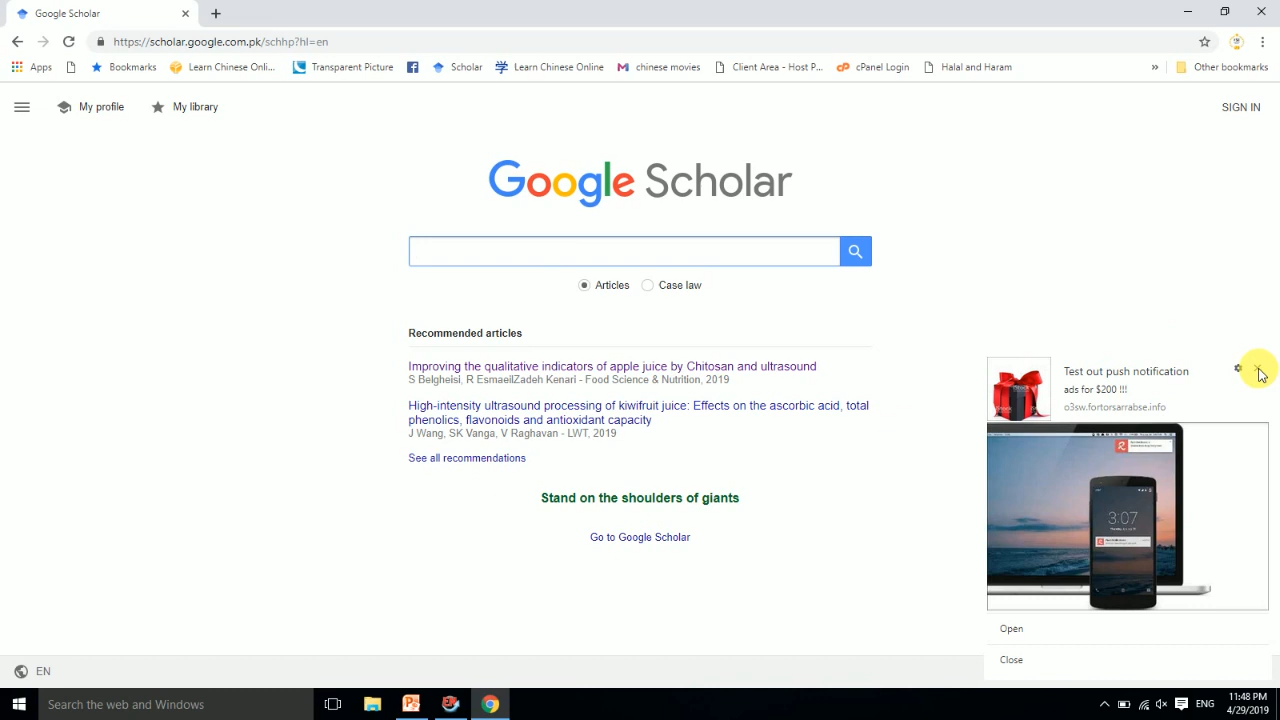 Google Scholar
https://scholar.google.com.pk/schhp?hl=en
Apps
Bookmarks
Learn Chinese Onli...
Transparent Picture
Scholar
Learn Chinese Online
chinese movies
Client Area - Host P...
cPanel Login
Halal and Haram
»
Other bookmarks
My profile
My library
SIGN IN
Google Scholar
Articles
Case law
Recommended articles
Improving the qualitative indicators of apple juice by Chitosan and ultrasound
S Belgheisi, R EsmaeilZadeh Kenari - Food Science & Nutrition, 2019
High-intensity ultrasound processing of kiwifruit juice: Effects on the ascorbic acid, total
phenolics, flavonoids and antioxidant capacity
J Wang, SK Vanga, V Raghavan - LWT, 2019
See all recommendations
Stand on the shoulders of giants
Go to Google Scholar
Test out push notification
ads for $200 !!!
o3sw.fortorsarrabse.info
3:07
Open
Close
EN
Search the web and Windows
ENG
11:48 PM
4/29/2019